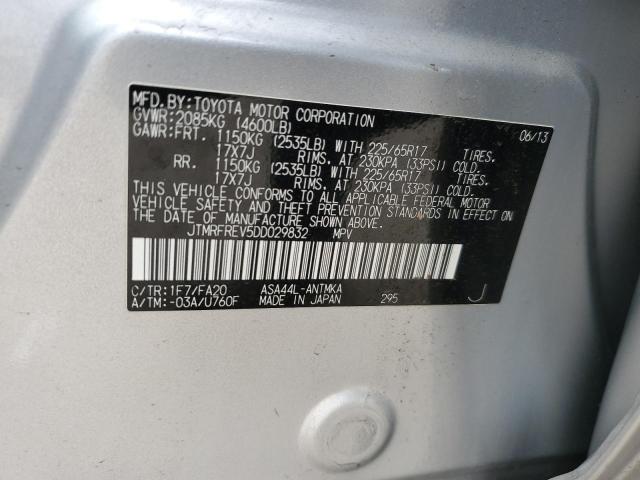 MFD.BY:TOYOTA MOTOR CORPORATION 06/13
GVWR:2085KG (4600LB)
GAWR:FRT. 1150KG (2535LB) WITH 225/65R17 TIRES.
17X7J RIMS. AT 230KPA (33PSI) COLD.
RR. 1150KG (2535LB) WITH 225/65R17 TIRES.
17X7J RIMS. AT 230KPA (33PSI) COLD.
THIS VEHICLE CONFORMS TO ALL APPLICABLE FEDERAL MOTOR
VEHICLE SAFETY AND THEFT PREVENTION STANDARDS IN EFFECT ON
THE DATE OF MANUFACTURE SHOWN ABOVE.
JTMRFREV5DD029832 MPV
C/TR:1F7/FA20 ASA44L-ANTMKA
A/TM:-03A/U760F MADE IN JAPAN 295 J